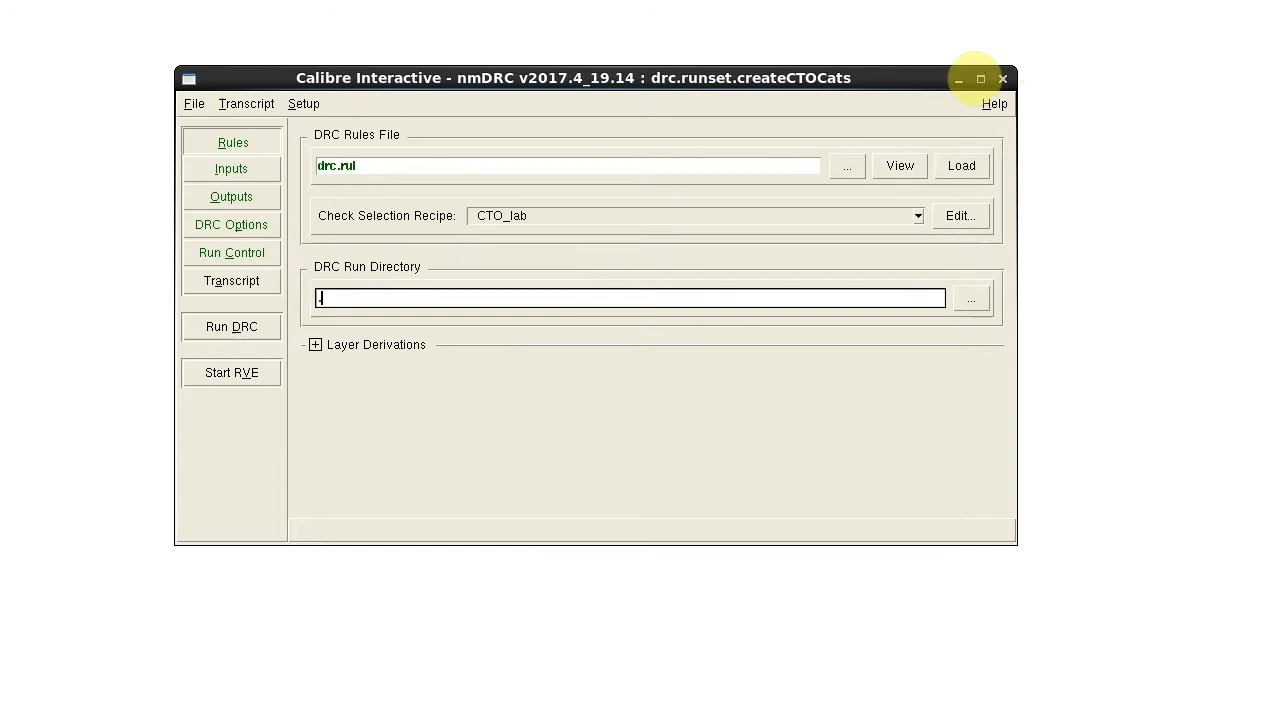 Calibre Interactive - nmDRC v2017.4_19.14 : drc.runset.createCTOCats
File Transcript Setup Help
Rules
Inputs
Outputs
DRC Options
Run Control
Transcript
Run DRC
Start RVE
DRC Rules File
drc.rul ... View Load
Check Selection Recipe: CTO_lab Edit...
DRC Run Directory
. ...
Layer Derivations